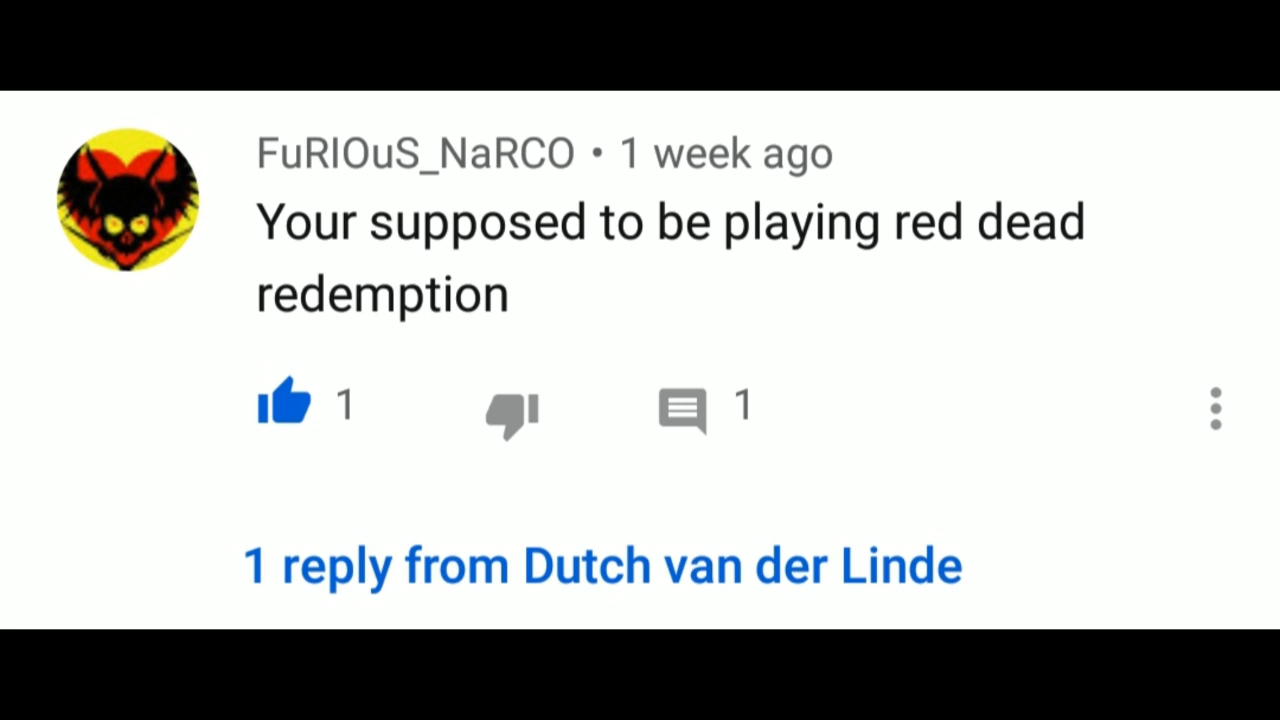 FuRIOuS_NaRCO • 1 week ago
Your supposed to be playing red dead
redemption
1 1
1 reply from Dutch van der Linde